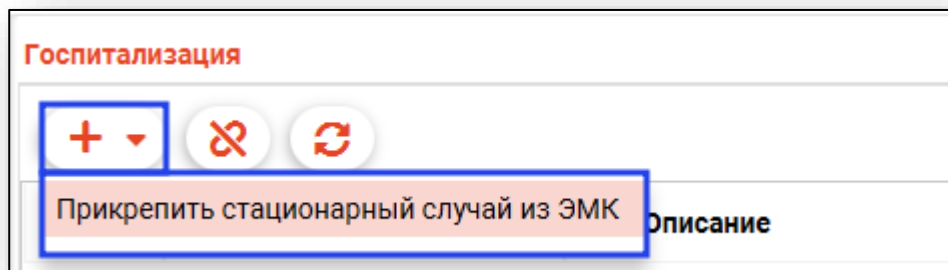 Госпитализация
Прикрепить стационарный случай из ЭМК
Описание